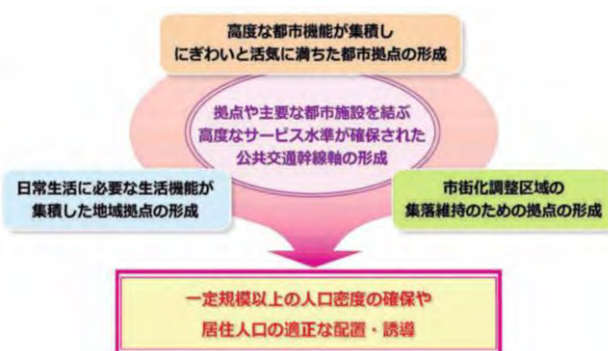 高度な都市機能が集積し
にぎわいと活気に満ちた都市拠点の形成
拠点や主要な都市施設を結ぶ
高度なサービス水準が確保された
公共交通幹線軸の形成
日常生活に必要な生活機能が
集積した地域拠点の形成
市街化調整区域の
集落維持のための拠点の形成
一定規模以上の人口密度の確保や
居住人口の適正な配置・誘導